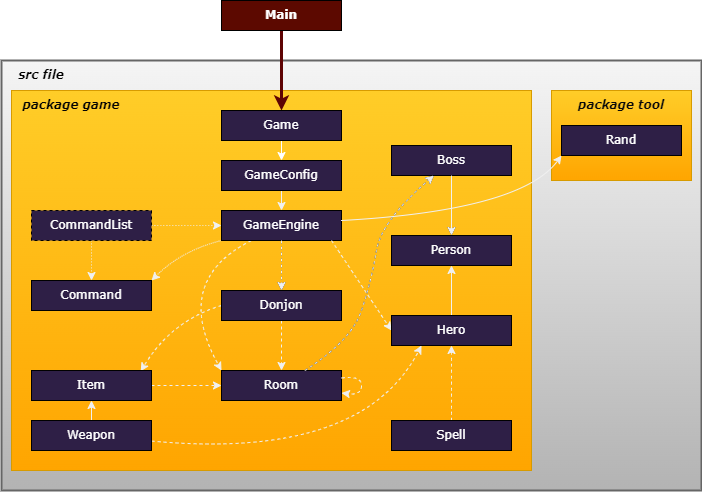 Main
src file
package game
package tool
Game
Rand
Boss
GameConfig
CommandList
GameEngine
Person
Command
Donjon
Hero
Item
Room
Weapon
Spell